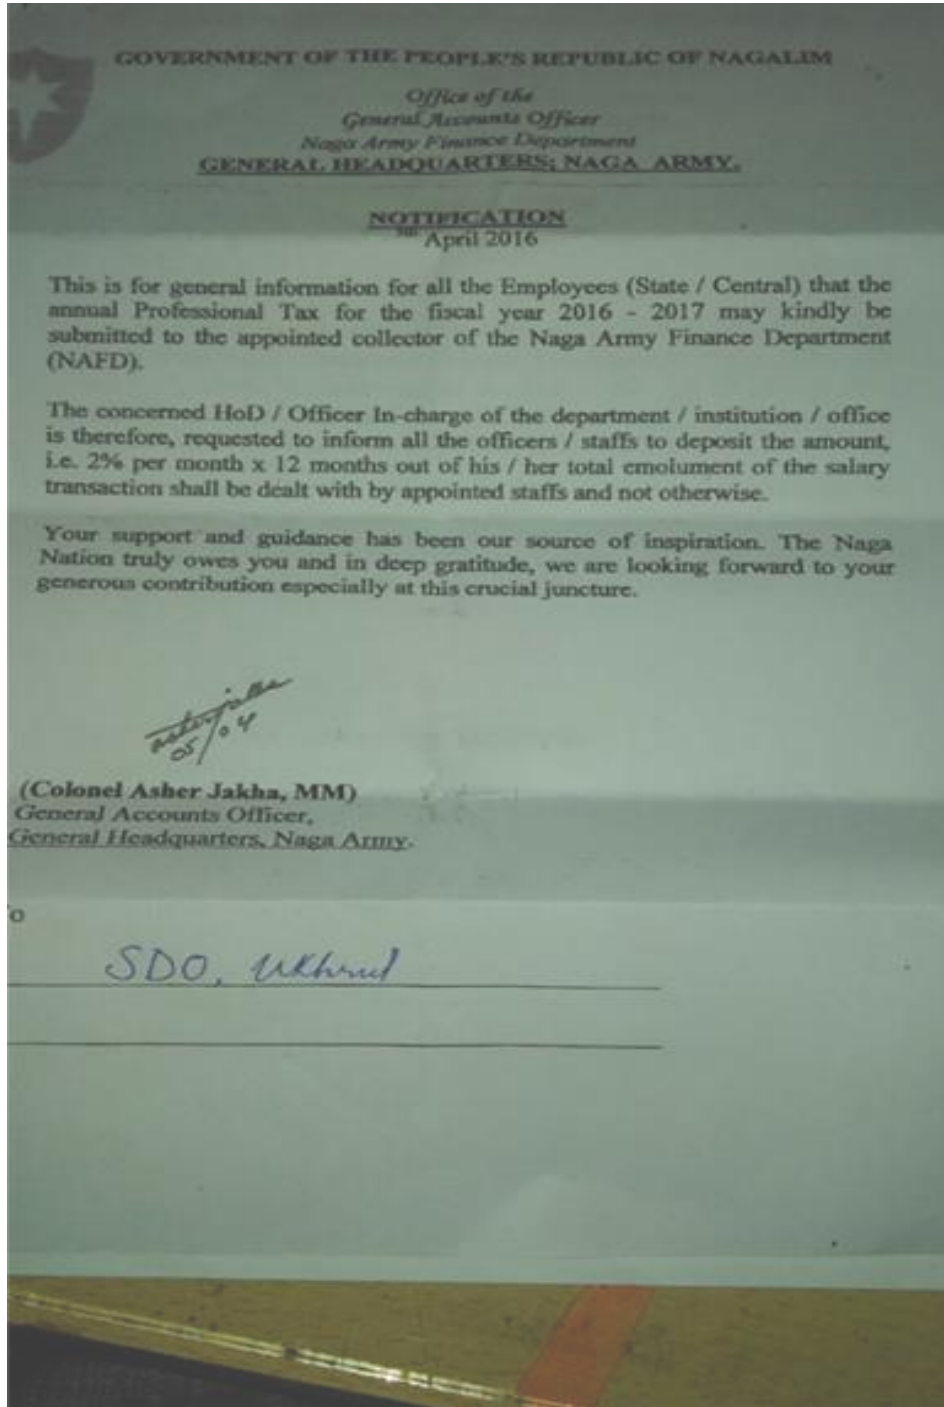 GOVERNMENT OF THE PEOPLE'S REPUBLIC OF NAGALIM
Office of the
General Accounts Officer
Naga Army Finance Department
GENERAL HEADQUARTERS; NAGA ARMY.
NOTIFICATION
April 2016
This is for general information for all the Employees (State / Central) that the
annual Professional Tax for the fiscal year 2016 - 2017 may kindly be
submitted to the appointed collector of the Naga Army Finance Department
(NAFD).
The concerned HoD / Officer In-charge of the department / institution / office
is therefore, requested to inform all the officers / staffs to deposit the amount,
i.e. 2% per month x 12 months out of his / her total emolument of the salary
transaction shall be dealt with by appointed staffs and not otherwise.
Your support and guidance has been our source of inspiration. The Naga
Nation truly owes you and in deep gratitude, we are looking forward to your
generous contribution especially at this crucial juncture.
05/04
(Colonel Asher Jakha, MM)
General Accounts Officer,
General Headquarters, Naga Army.
SDO, Ukhrul